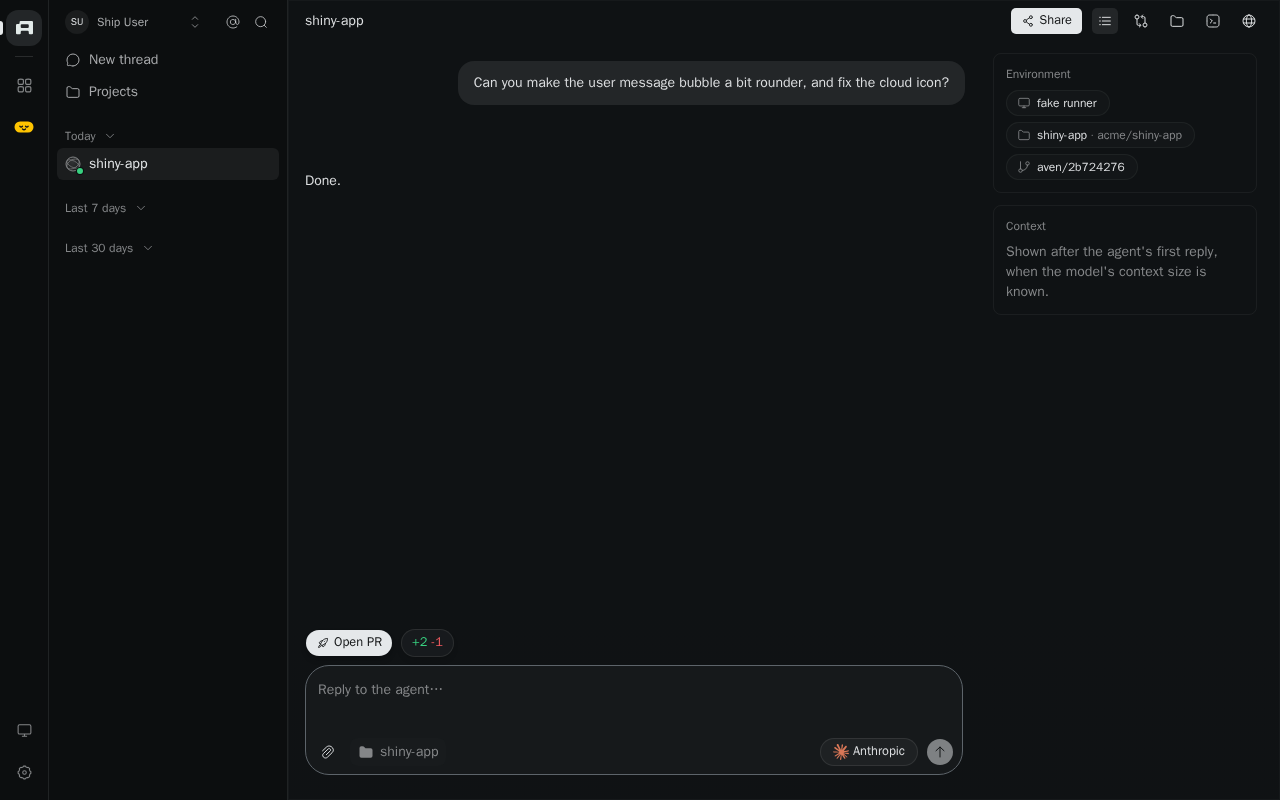 SU Ship User
New thread
Projects
Today
shiny-app
Last 7 days
Last 30 days
shiny-app
Share
Can you make the user message bubble a bit rounder, and fix the cloud icon?
Done.
Environment
fake runner
shiny-app · acme/shiny-app
aven/2b724276
Context
Shown after the agent's first reply,
when the model's context size is
known.
Open PR
+2 -1
Reply to the agent…
shiny-app
Anthropic